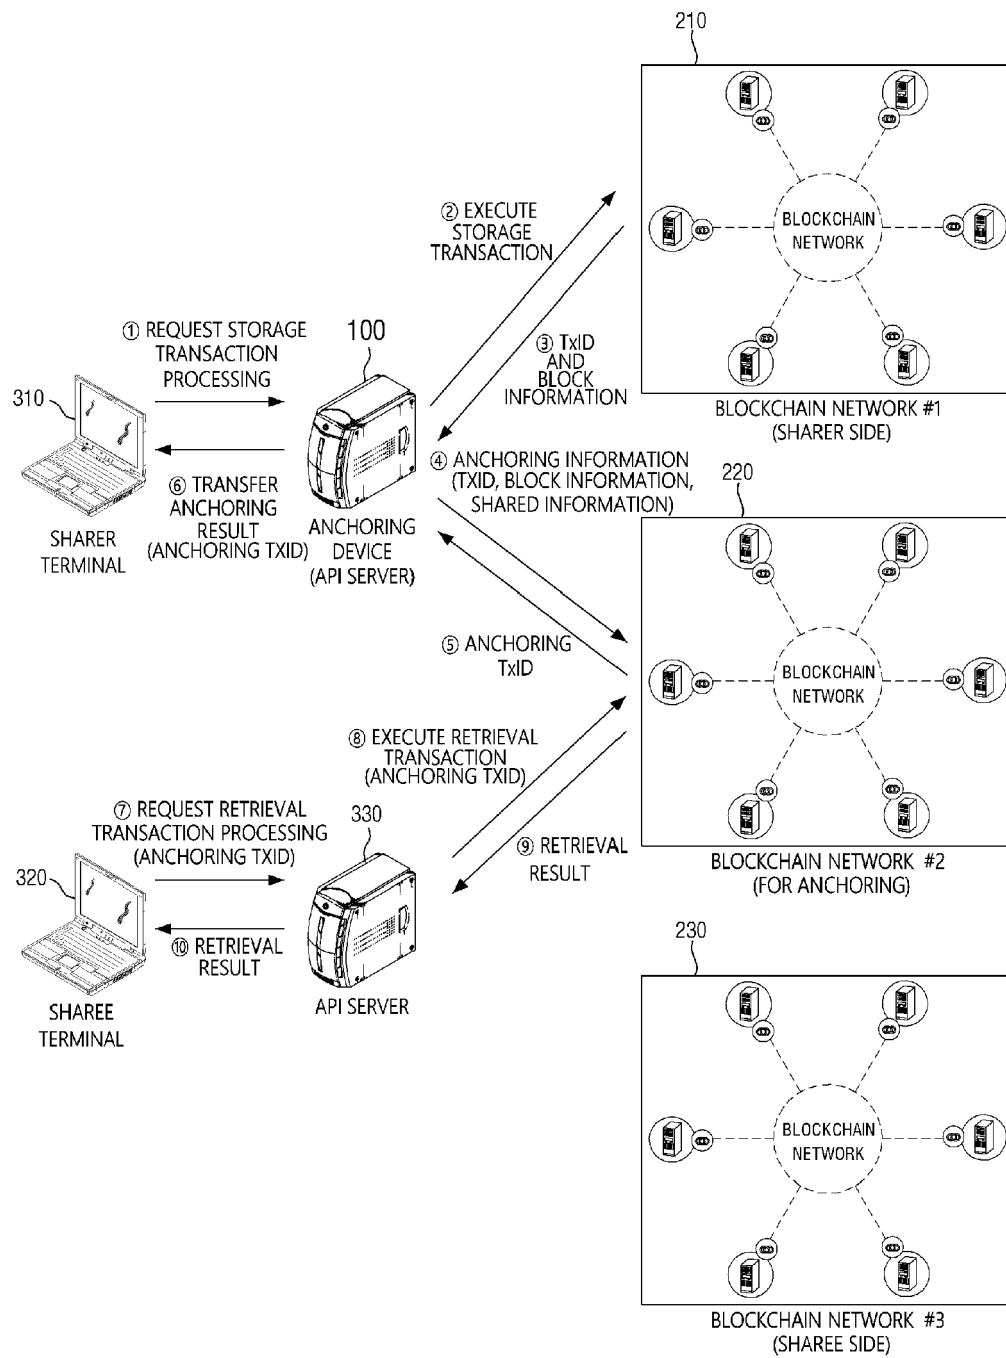 210
BLOCKCHAIN
NETWORK
BLOCKCHAIN NETWORK #1
(SHARER SIDE)
② EXECUTE
STORAGE
TRANSACTION
① REQUEST STORAGE
TRANSACTION
PROCESSING
100
③ TxID
AND
BLOCK
INFORMATION
310
④ ANCHORING INFORMATION
(TXID, BLOCK INFORMATION,
SHARED INFORMATION)
⑥ TRANSFER
ANCHORING
RESULT
(ANCHORING TXID)
SHARER
TERMINAL
ANCHORING
DEVICE
(API SERVER)
220
BLOCKCHAIN
NETWORK
BLOCKCHAIN NETWORK #2
(FOR ANCHORING)
⑤ ANCHORING
TxID
⑧ EXECUTE RETRIEVAL
TRANSACTION
(ANCHORING TXID)
⑦ REQUEST RETRIEVAL
TRANSACTION PROCESSING
(ANCHORING TXID)
330
⑨ RETRIEVAL
RESULT
320
⑩ RETRIEVAL
RESULT
SHAREE
TERMINAL
API SERVER
230
BLOCKCHAIN
NETWORK
BLOCKCHAIN NETWORK #3
(SHAREE SIDE)